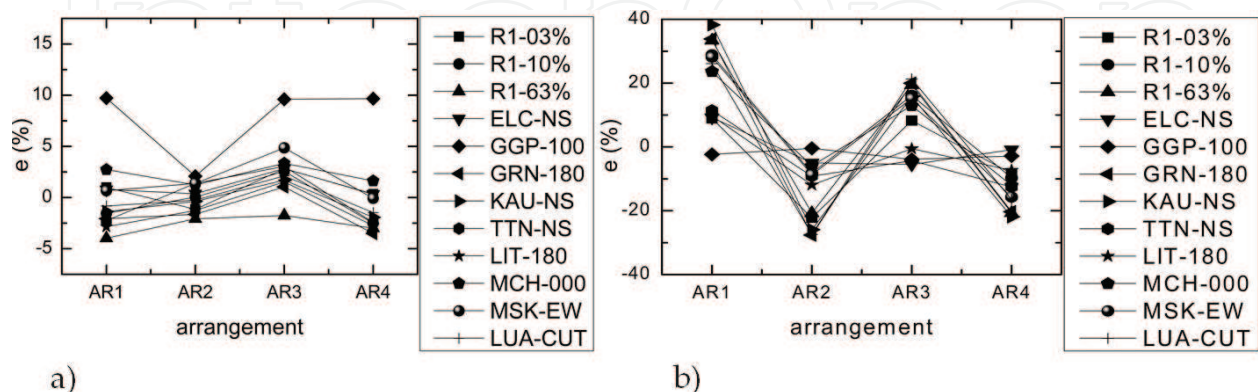 15
10
5
0
-5
e (%)
AR1 AR2 AR3 AR4
arrangement
R1-03%
R1-10%
R1-63%
ELC-NS
GGP-100
GRN-180
KAU-NS
TTN-NS
LIT-180
MCH-000
MSK-EW
LUA-CUT
a)
40
20
0
-20
-40
e (%)
AR1 AR2 AR3 AR4
arrangement
R1-03%
R1-10%
R1-63%
ELC-NS
GGP-100
GRN-180
KAU-NS
TTN-NS
LIT-180
MCH-000
MSK-EW
LUA-CUT
b)